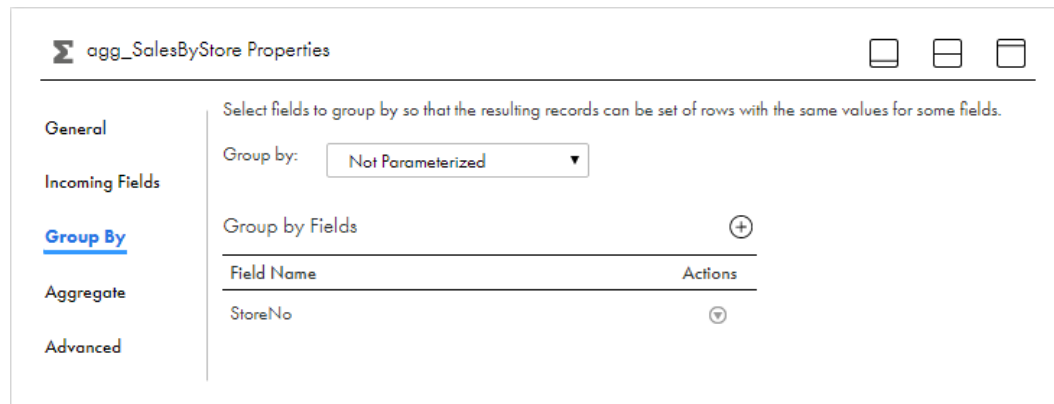 agg_SalesByStore Properties
General
Incoming Fields
Group By
Aggregate
Advanced
Select fields to group by so that the resulting records can be set of rows with the same values for some fields.
Group by: Not Parameterized
Group by Fields
Field Name Actions
StoreNo